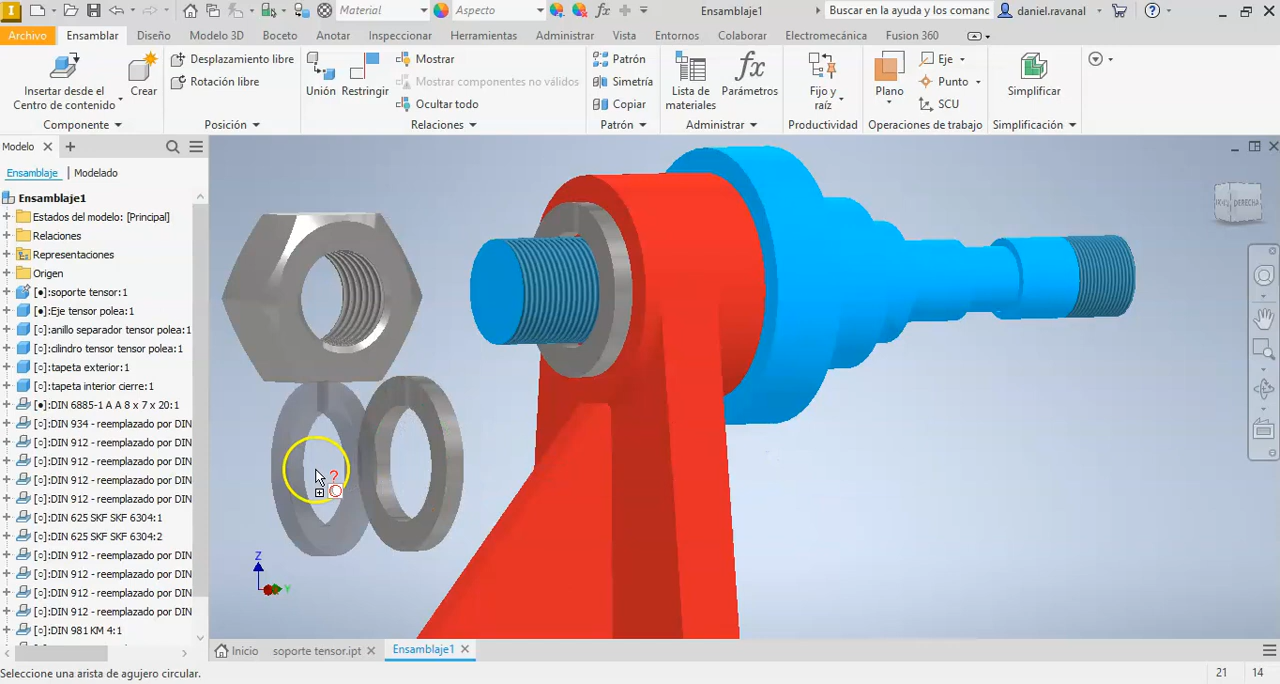 Material
Aspecto
Ensamblaje1
Buscar en la ayuda y los comanc
daniel.ravanal
Archivo
Ensamblar
Diseño
Modelo 3D
Boceto
Anotar
Inspeccionar
Herramientas
Administrar
Vista
Entornos
Colaborar
Electromecánica
Fusion 360
Insertar desde el
Centro de contenido
Crear
Desplazamiento libre
Rotación libre
Unión
Restringir
Mostrar
Mostrar componentes no válidos
Ocultar todo
Patrón
Simetría
Copiar
Lista de
materiales
fx
Parámetros
Fijo y
raíz
Plano
Eje
Punto
SCU
Simplificar
Componente
Posición
Relaciones
Patrón
Administrar
Productividad
Operaciones de trabajo
Simplificación
Modelo
Ensamblaje
Modelado
Ensamblaje1
Estados del modelo: [Principal]
Relaciones
Representaciones
Origen
[●]:soporte tensor:1
[●]:Eje tensor polea:1
[○]:anillo separador tensor polea:1
[○]:cilindro tensor tensor polea:1
[○]:tapeta exterior:1
[○]:tapeta interior cierre:1
[●]:DIN 6885-1 A A 8 x 7 x 20:1
[○]:DIN 934 - reemplazado por DIN
[○]:DIN 912 - reemplazado por DIN
[○]:DIN 912 - reemplazado por DIN
[○]:DIN 912 - reemplazado por DIN
[○]:DIN 912 - reemplazado por DIN
[○]:DIN 625 SKF SKF 6304:1
[○]:DIN 625 SKF SKF 6304:2
[○]:DIN 912 - reemplazado por DIN
[○]:DIN 912 - reemplazado por DIN
[○]:DIN 912 - reemplazado por DIN
[○]:DIN 912 - reemplazado por DIN
[○]:DIN 981 KM 4:1
DERECHA
Z
Y
Inicio
soporte tensor.ipt
Ensamblaje1
Seleccione una arista de agujero circular.
21
14